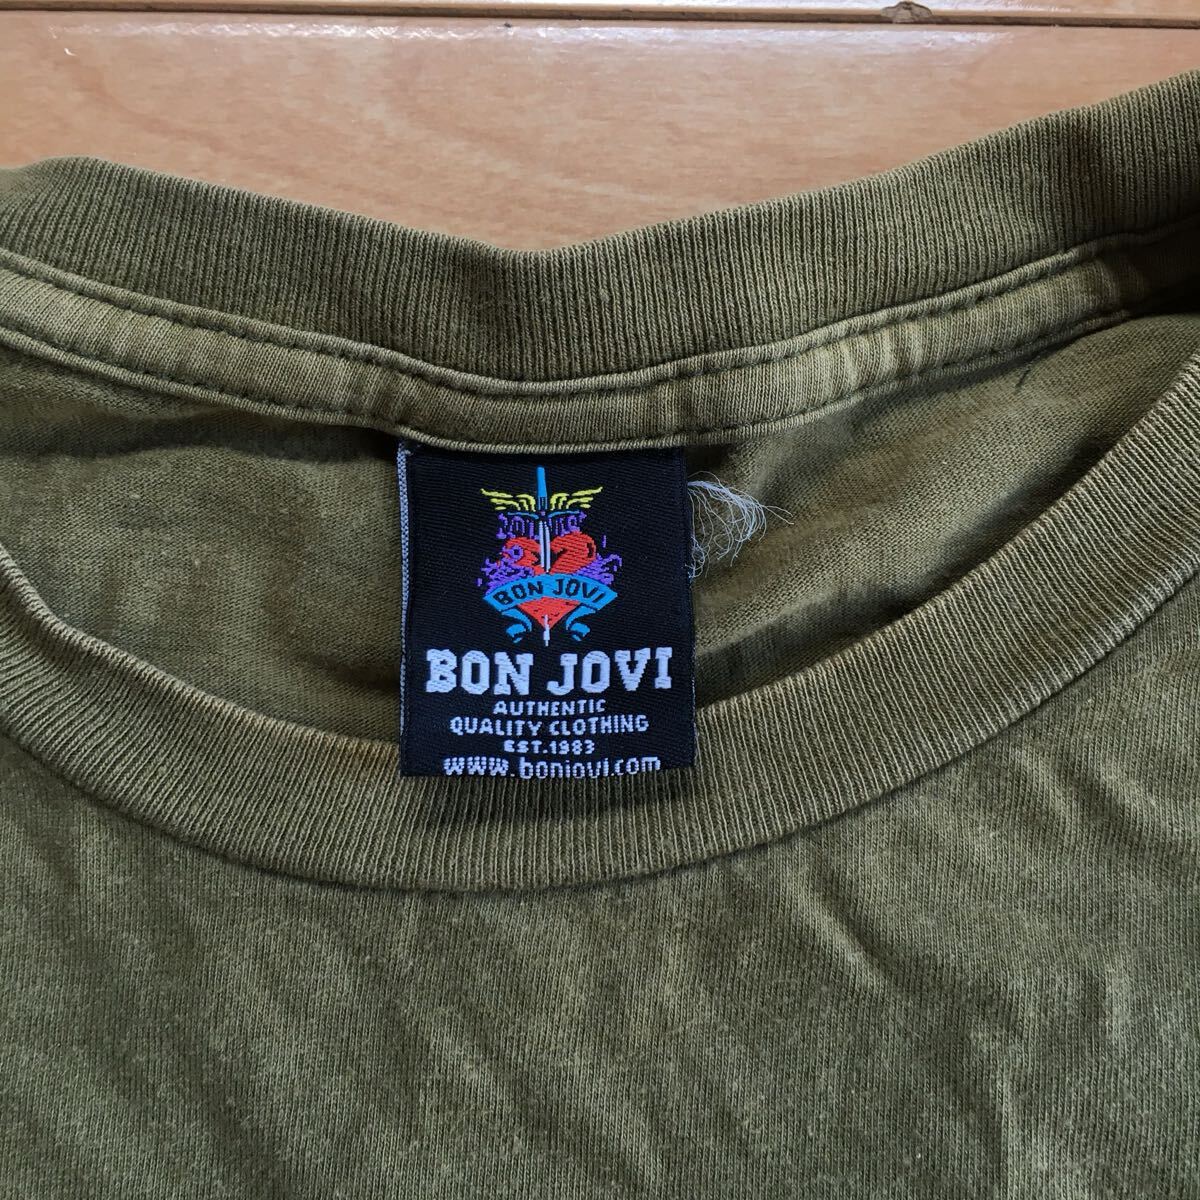 BON JOVI
BON JOVI
AUTHENTIC
QUALITY CLOTHING
EST.1983
www.bonjovi.com